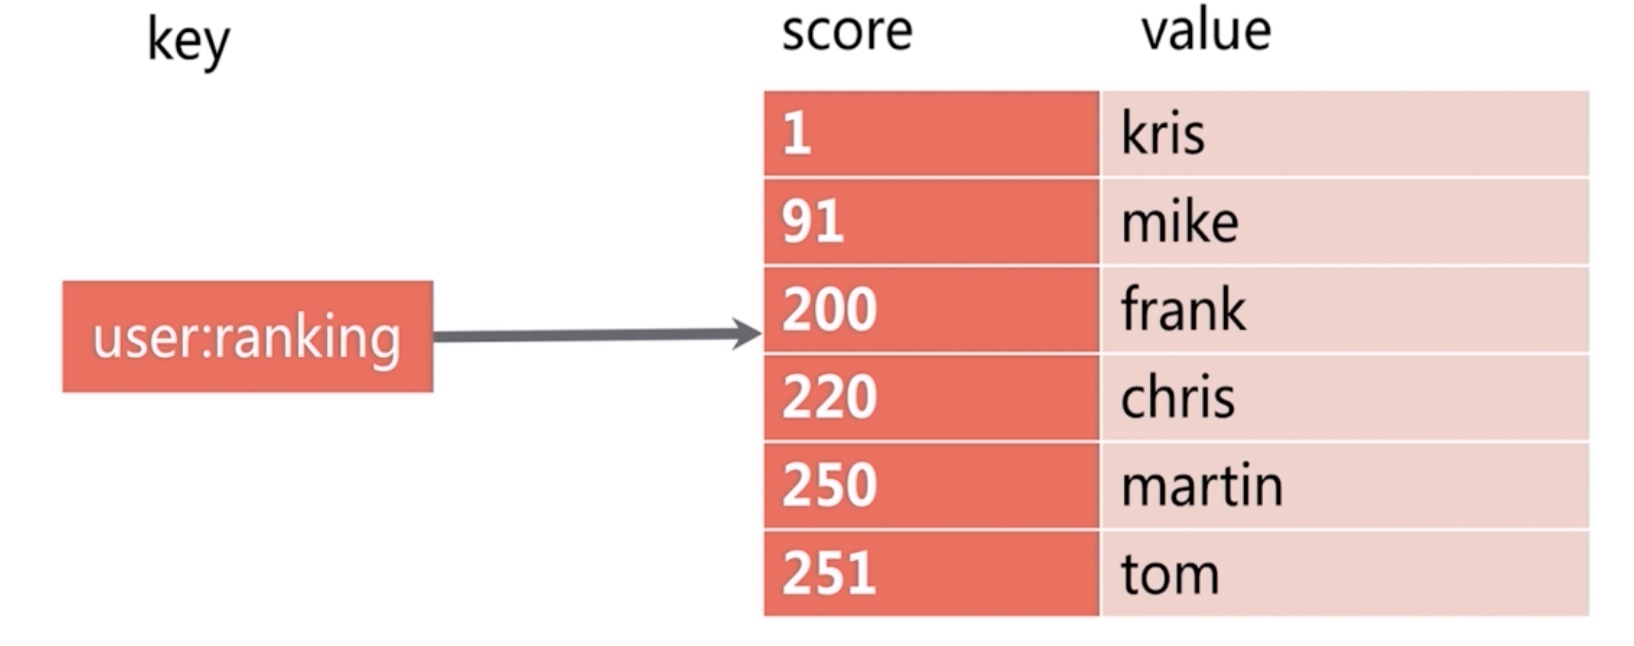 key
score value
1 kris
91 mike
200 frank
user:ranking
220 chris
250 martin
251 tom